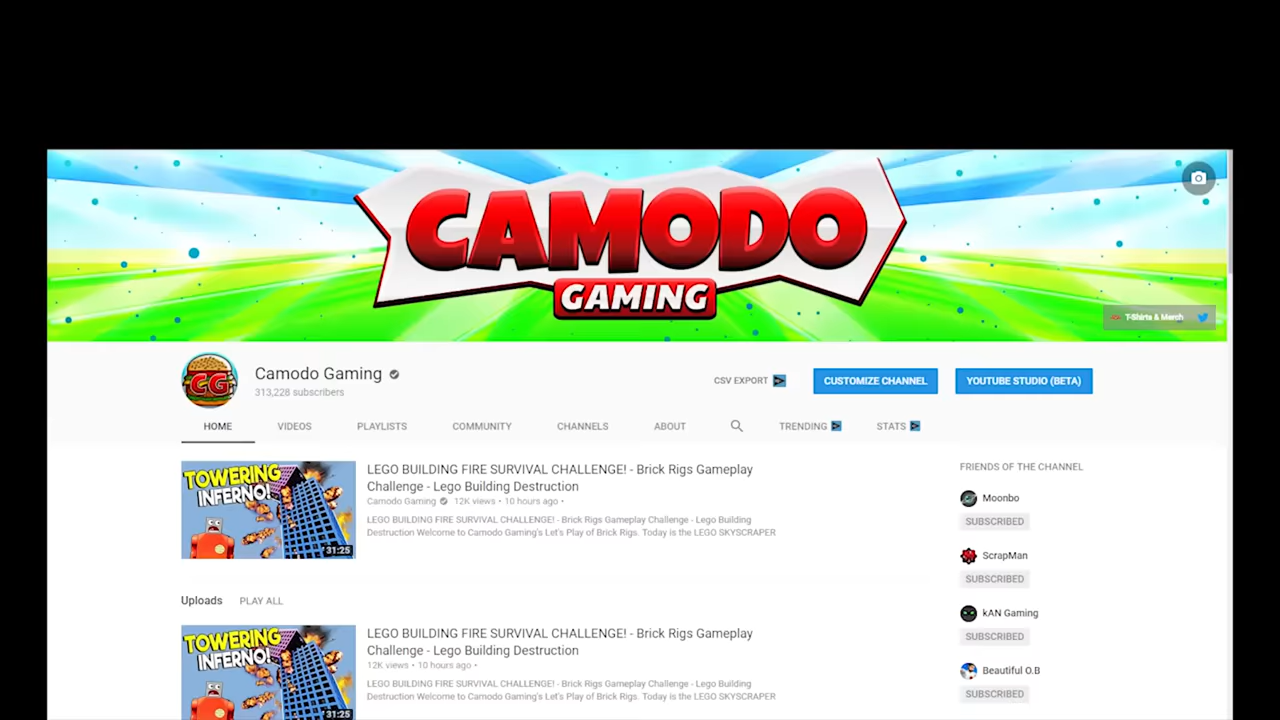 CAMODO
GAMING
T-Shirts & Merch
CG
Camodo Gaming
313,228 subscribers
CSV EXPORT
CUSTOMIZE CHANNEL
YOUTUBE STUDIO (BETA)
HOME VIDEOS PLAYLISTS COMMUNITY CHANNELS ABOUT TRENDING STATS
TOWERING
INFERNO!
31:25
LEGO BUILDING FIRE SURVIVAL CHALLENGE! - Brick Rigs Gameplay
Challenge - Lego Building Destruction
Camodo Gaming 12K views • 10 hours ago •
LEGO BUILDING FIRE SURVIVAL CHALLENGE! - Brick Rigs Gameplay Challenge - Lego Building
Destruction Welcome to Camodo Gaming's Let's Play of Brick Rigs. Today is the LEGO SKYSCRAPER
Uploads PLAY ALL
TOWERING
INFERNO!
31:25
LEGO BUILDING FIRE SURVIVAL CHALLENGE! - Brick Rigs Gameplay
Challenge - Lego Building Destruction
12K views • 10 hours ago •
LEGO BUILDING FIRE SURVIVAL CHALLENGE! - Brick Rigs Gameplay Challenge - Lego Building
Destruction Welcome to Camodo Gaming's Let's Play of Brick Rigs. Today is the LEGO SKYSCRAPER
FRIENDS OF THE CHANNEL
Moonbo
SUBSCRIBED
ScrapMan
SUBSCRIBED
kAN Gaming
SUBSCRIBED
Beautiful O.B
SUBSCRIBED